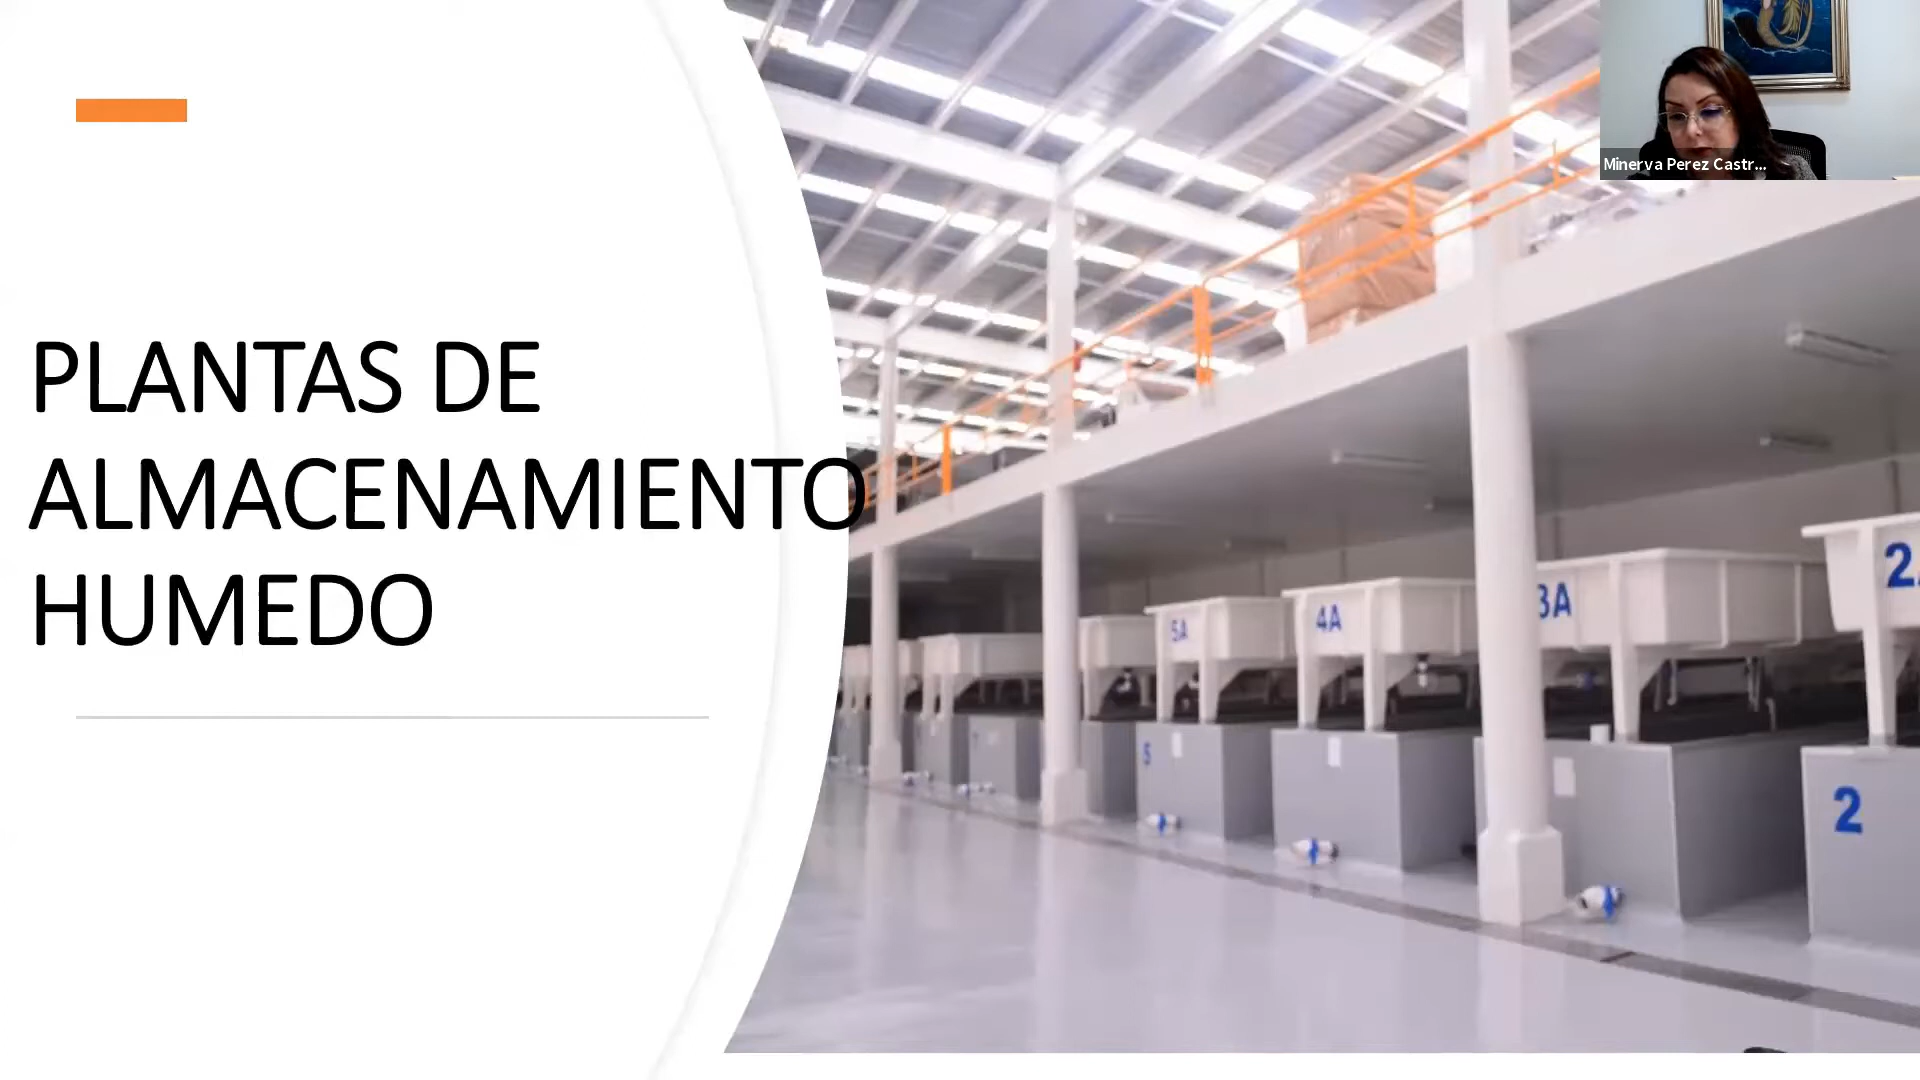 PLANTAS DE
ALMACENAMIENTO
HUMEDO
Minerva Perez Castr...
5A
4A
3A
2
5
2